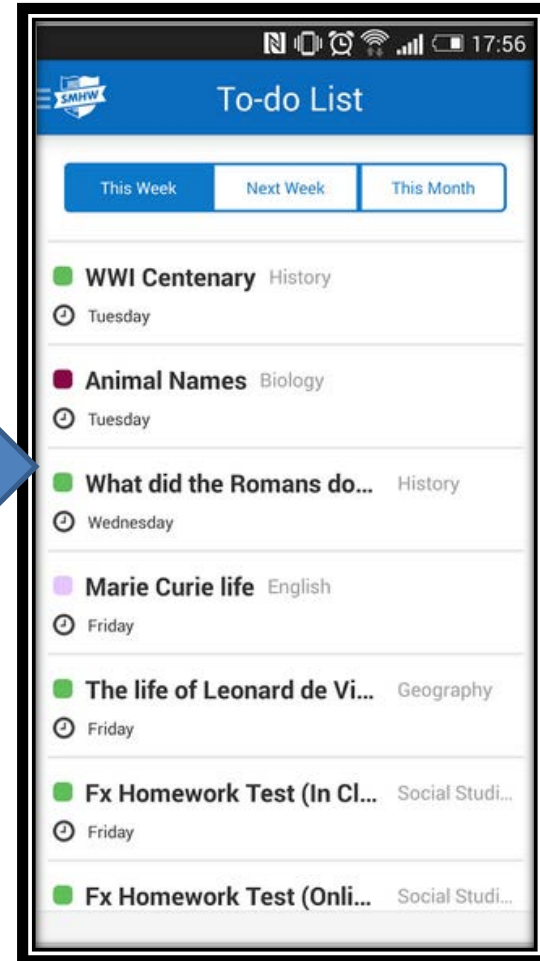 17:56
SMHW
To-do List
This Week Next Week This Month
WWI Centenary History
Tuesday
Animal Names Biology
Tuesday
What did the Romans do... History
Wednesday
Marie Curie life English
Friday
The life of Leonard de Vi... Geography
Friday
Fx Homework Test (In Cl... Social Studi...
Friday
Fx Homework Test (Onli... Social Studi...